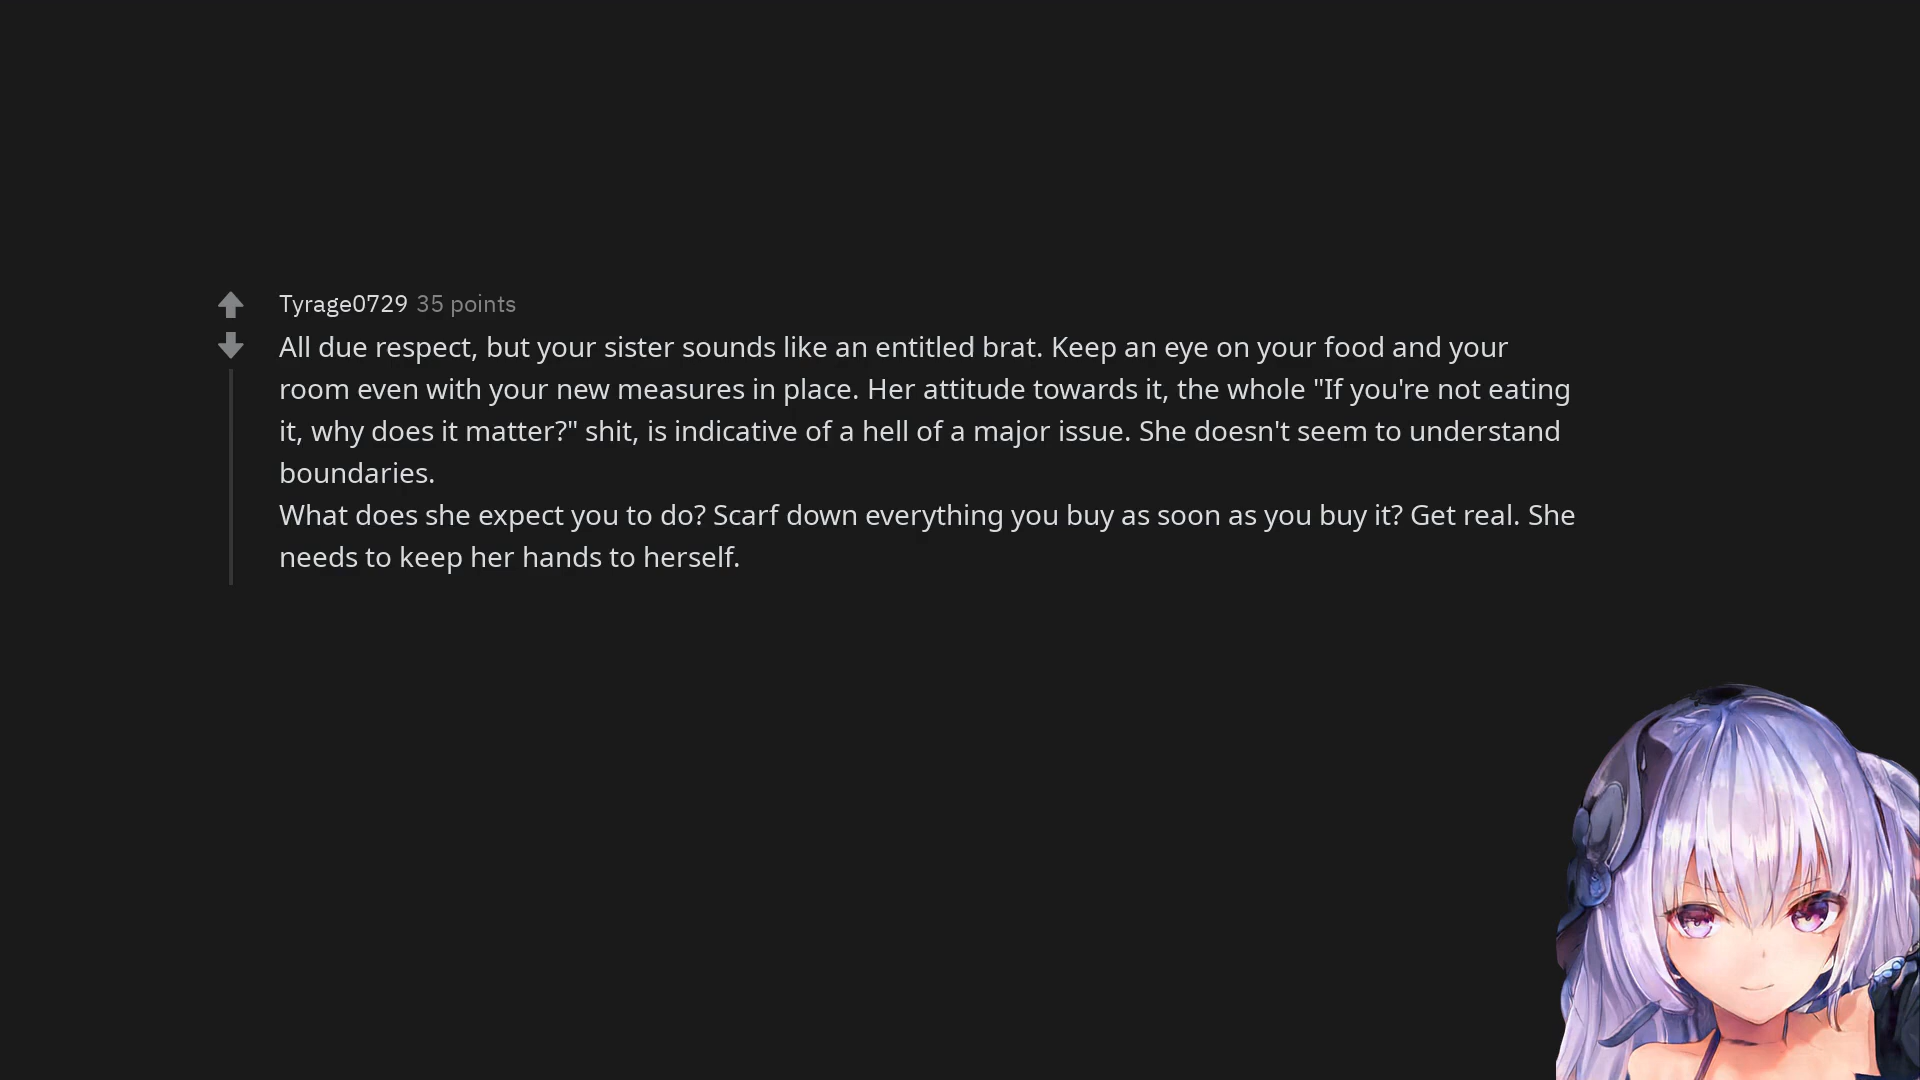 Tyrage0729 35 points
All due respect, but your sister sounds like an entitled brat. Keep an eye on your food and your
room even with your new measures in place. Her attitude towards it, the whole "If you're not eating
it, why does it matter?" shit, is indicative of a hell of a major issue. She doesn't seem to understand
boundaries.
What does she expect you to do? Scarf down everything you buy as soon as you buy it? Get real. She
needs to keep her hands to herself.